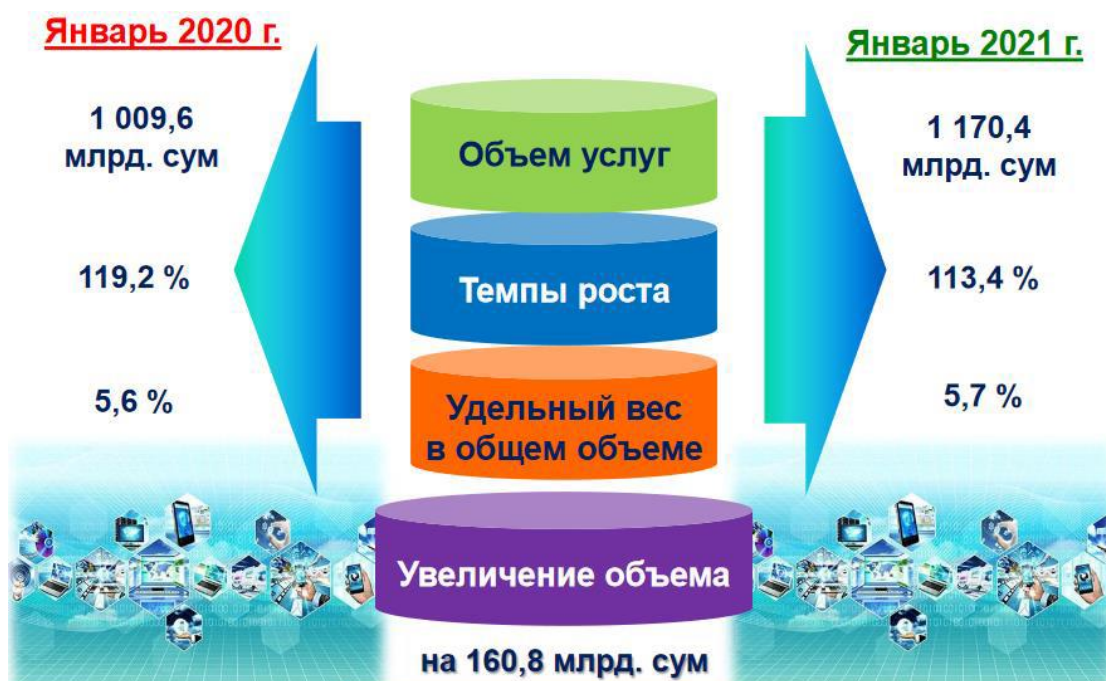 Январь 2020 г.
Январь 2021 г.
1 009,6
млрд. сум
Объем услуг
1 170,4
млрд. сум
119,2 %
Темпы роста
113,4 %
5,6 %
Удельный вес
в общем объеме
5,7 %
Увеличение объема
на 160,8 млрд. сум